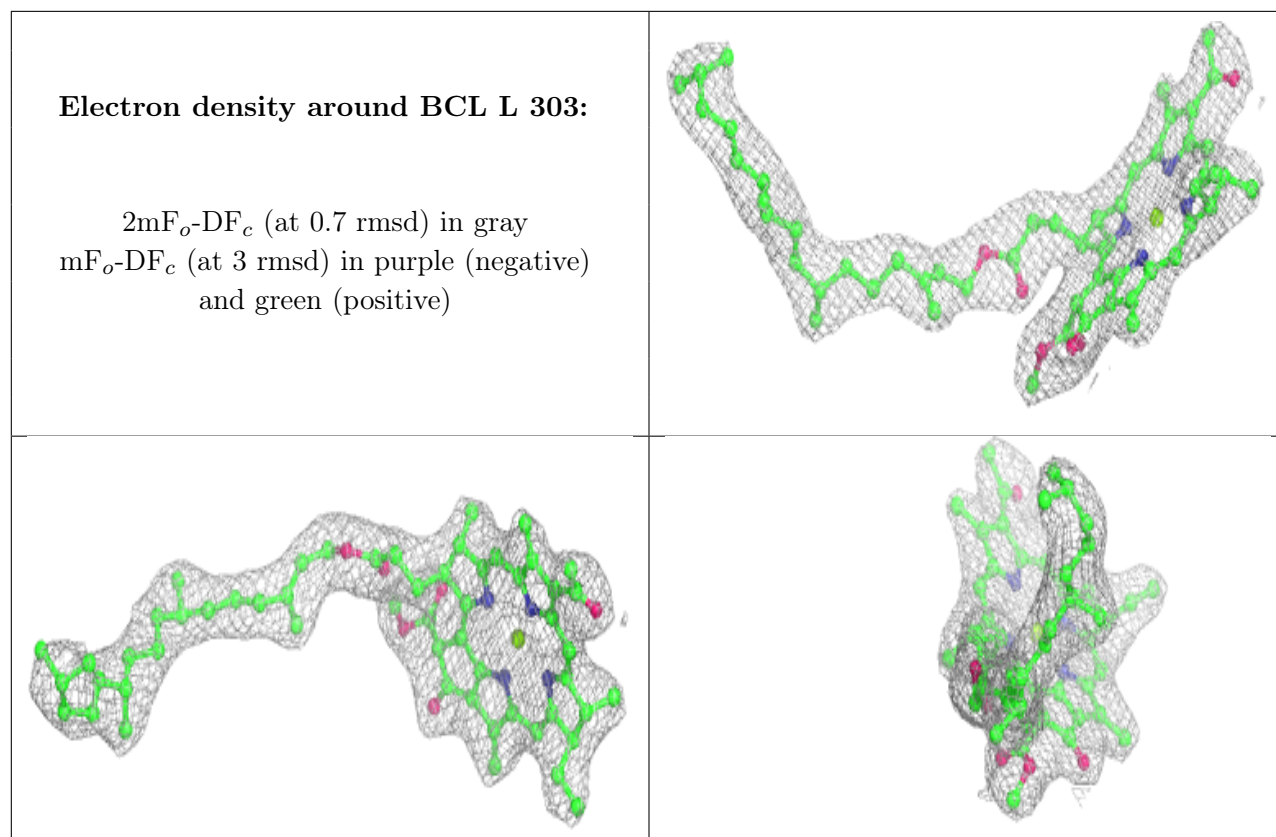 Electron density around BCL L 303:
2mFo-DFc (at 0.7 rmsd) in gray
mFo-DFc (at 3 rmsd) in purple (negative)
and green (positive)